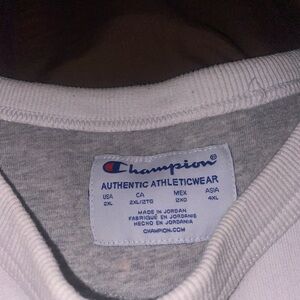 Champion®
AUTHENTIC ATHLETICWEAR
USA CA MEX ASIA
2XL 2XL/2TG 2XG 4XL
MADE IN JORDAN
FABRIQUÉ EN JORDANIE
HECHO EN JORDANIA
CHAMPION.COM